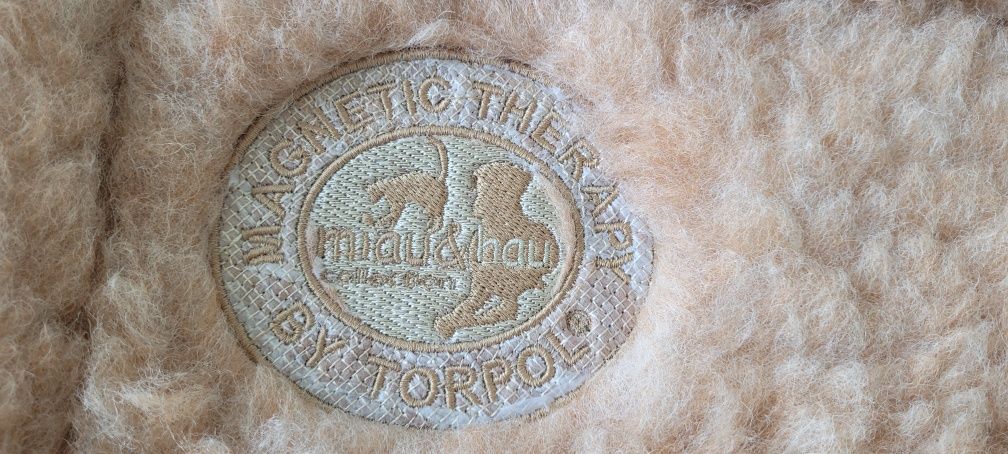 MAGNETIC THERAPY
miau&hau
collection
BY TORPOL®